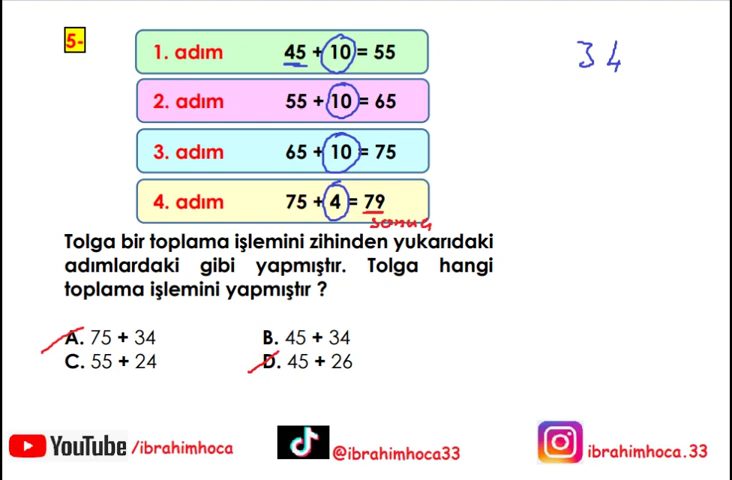 5-
1. adım 45 + 10 = 55
34
2. adım 55 + 10 = 65
3. adım 65 + 10 = 75
4. adım 75 + 4 = 79
sonuç
Tolga bir toplama işlemini zihinden yukarıdaki
adımlardaki gibi yapmıştır. Tolga hangi
toplama işlemini yapmıştır ?
A. 75 + 34 B. 45 + 34
C. 55 + 24 D. 45 + 26
YouTube /ibrahimhoca @ibrahimhoca33 ibrahimhoca.33